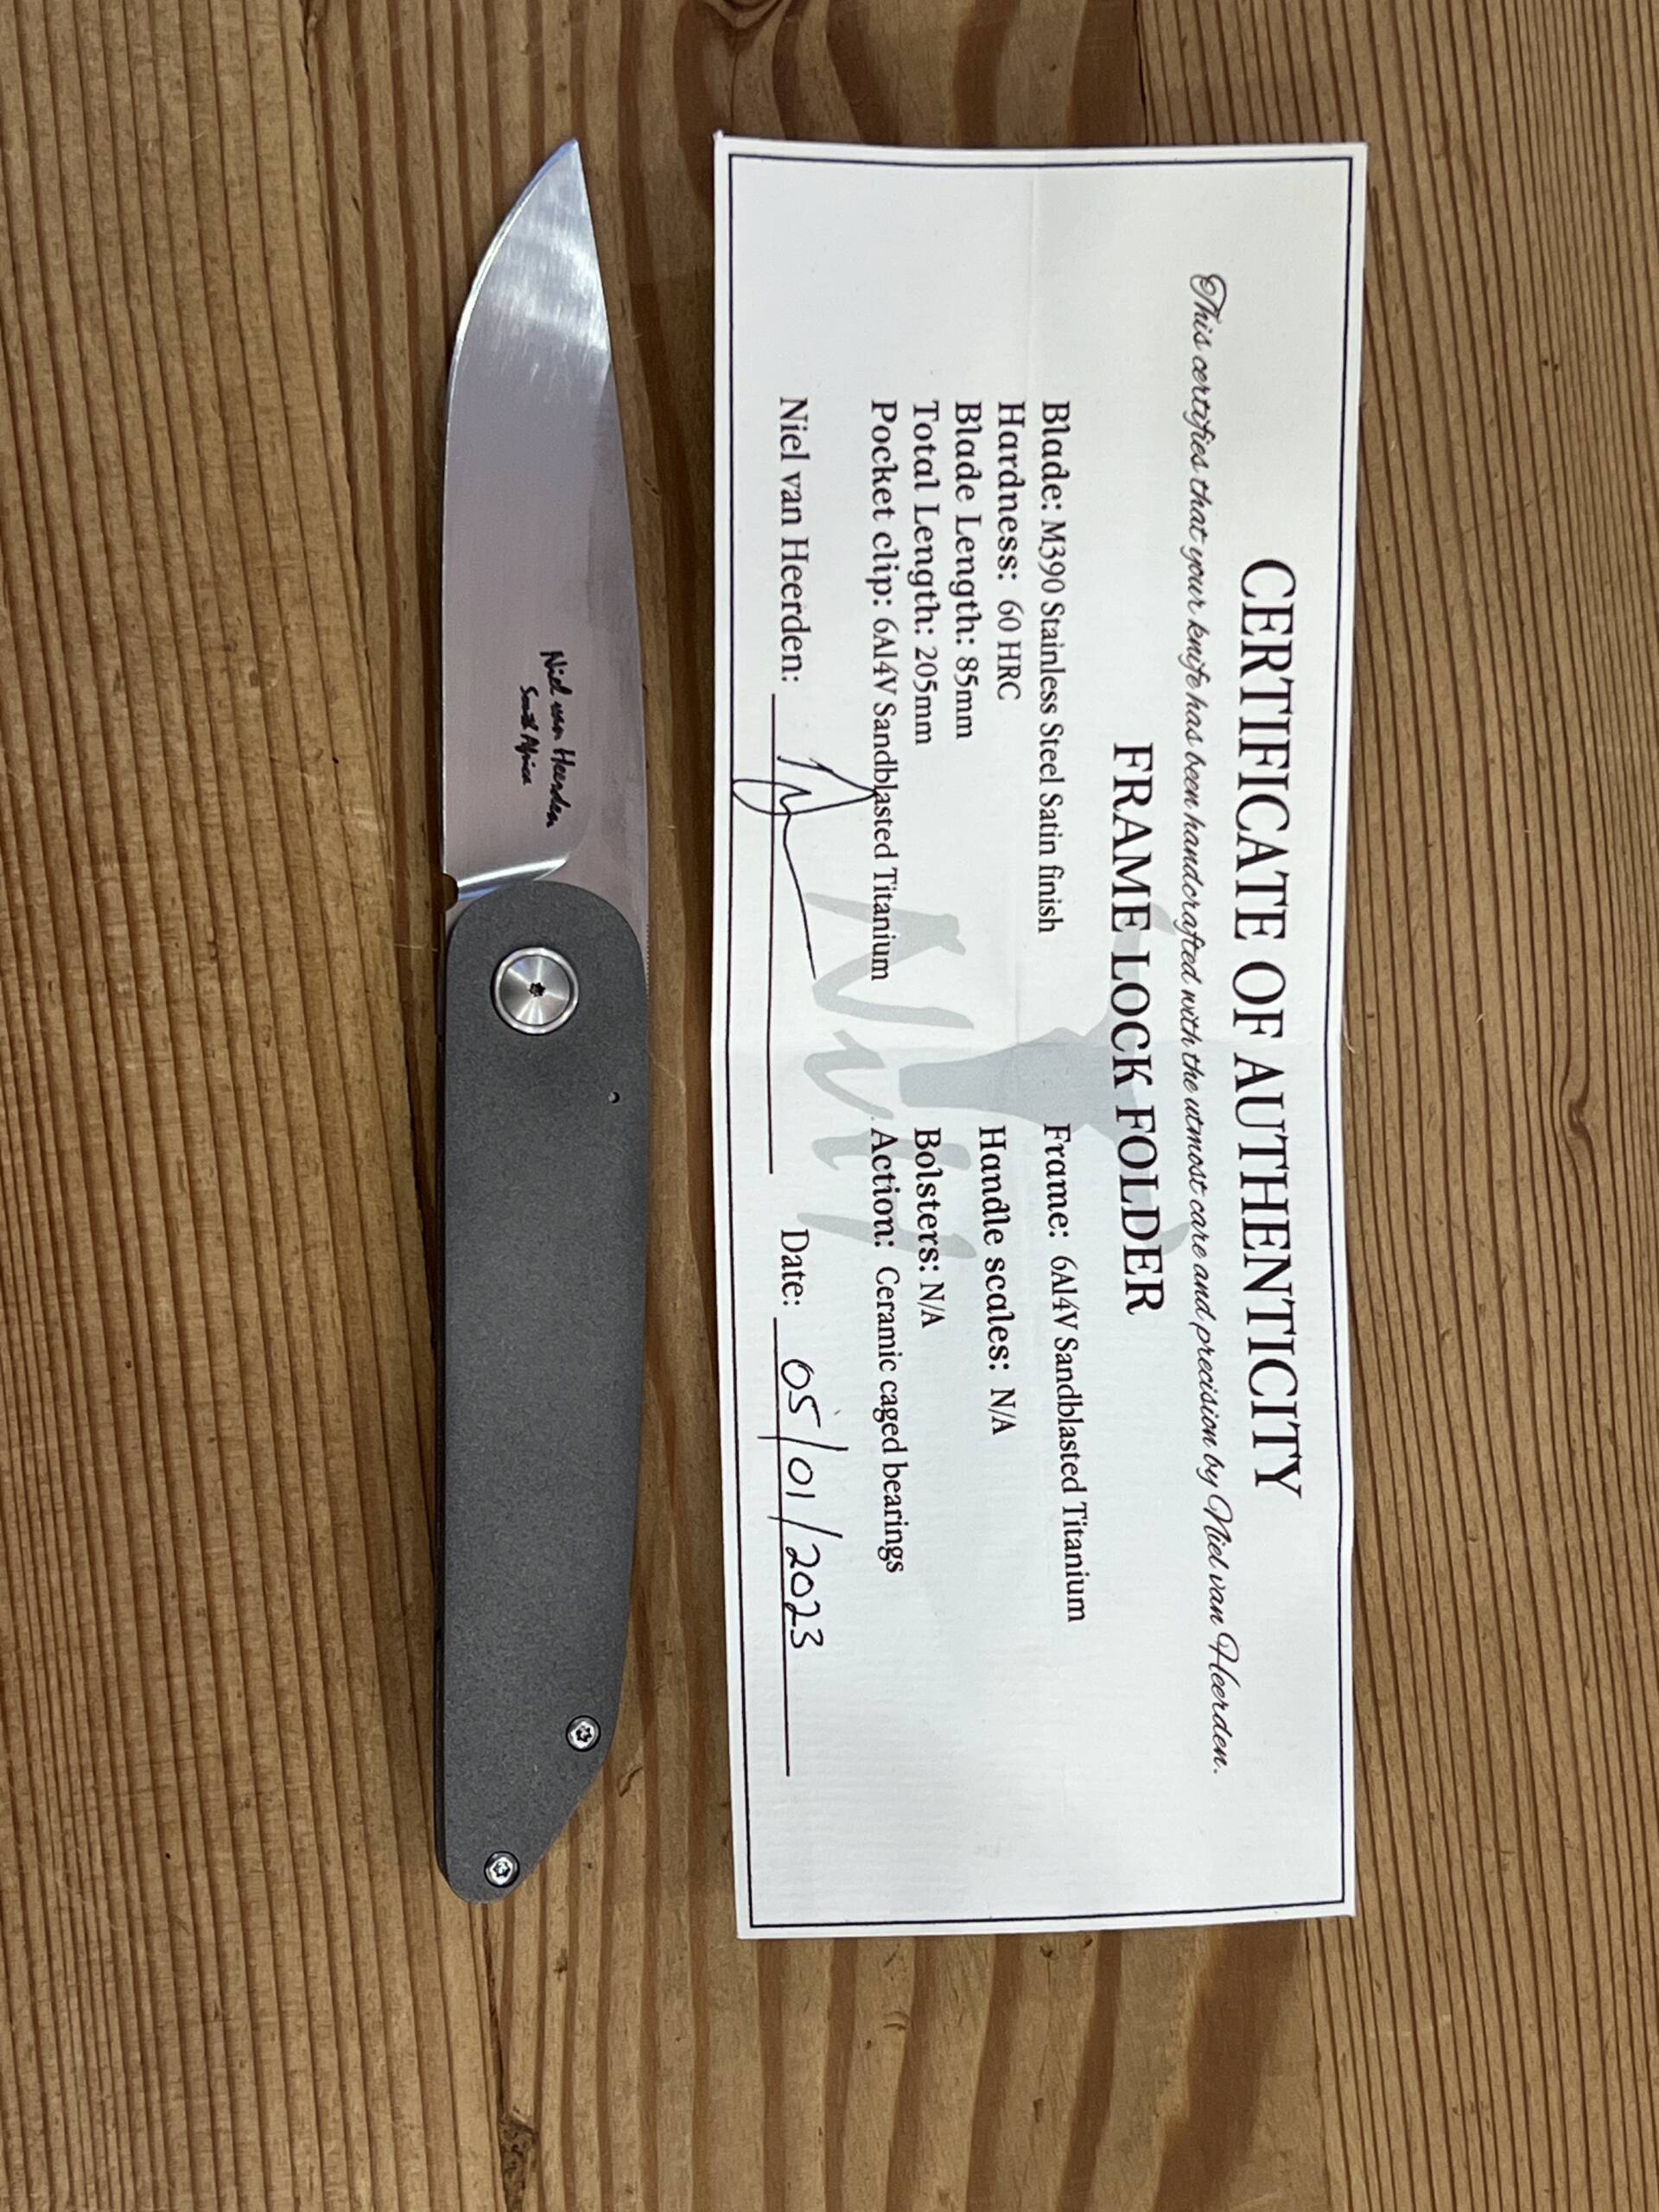 CERTIFICATE OF AUTHENTICITY
This certifies that your knife has been handcrafted with the utmost care and precision by Niel van Heerden.
FRAME LOCK FOLDER
Blade: M390 Stainless Steel Satin finish
Hardness: 60 HRC
Blade Length: 85mm
Total Length: 205mm
Pocket clip: 6Al4V Sandblasted Titanium
Frame: 6Al4V Sandblasted Titanium
Handle scales: N/A
Bolsters: N/A
Action: Ceramic caged bearings
Niel van Heerden:
Date: 05/01/2023
Niel
Niel van Heerden
South Africa